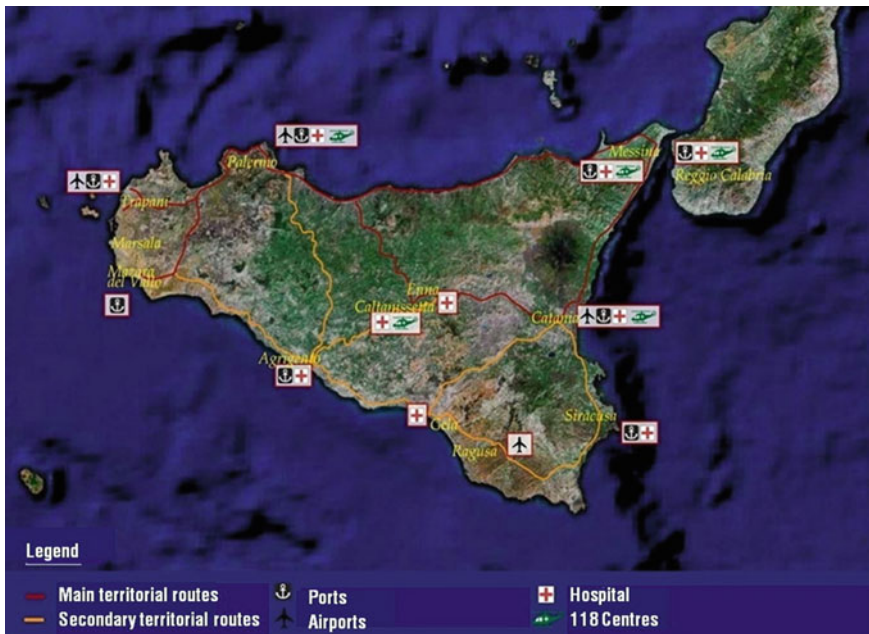 Palermo
Messina
Reggio Calabria
Trapani
Marsala
Mazara
del Vallo
Enna
Caltanissetta
Catania
Agrigento
Gela
Siracusa
Ragusa
Legend
Main territorial routes
Ports
Hospital
Secondary territorial routes
Airports
118 Centres